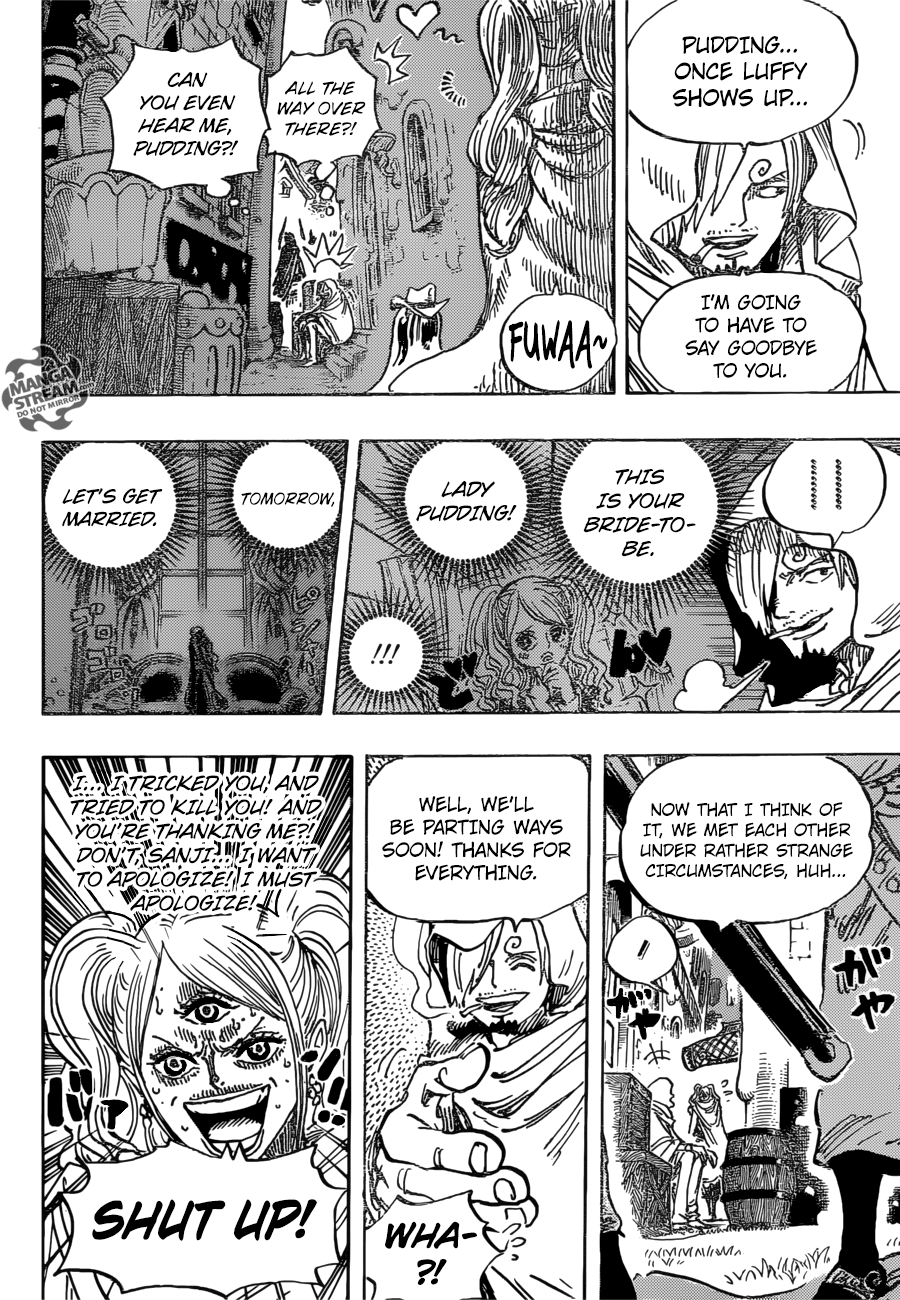 PUDDING...
ONCE LUFFY
SHOWS UP...
I'M GOING
TO HAVE TO
SAY GOODBYE
TO YOU.
ALL THE
WAY OVER
THERE?!
CAN
YOU EVEN
HEAR ME,
PUDDING?!
FUWAA~
MANGA
STREAM
DO NOT MIRROR
THIS
IS YOUR
BRIDE-TO-
BE.
LADY
PUDDING!
!!!
TOMORROW,
LET'S GET
MARRIED.
NOW THAT I THINK OF
IT, WE MET EACH OTHER
UNDER RATHER STRANGE
CIRCUMSTANCES, HUH...
ガヤ
ガヤ
WELL, WE'LL
BE PARTING WAYS
SOON! THANKS FOR
EVERYTHING.
WHA-
?!
I... I TRICKED YOU, AND
TRIED TO KILL YOU! AND
YOU'RE THANKING ME?!
DON'T, SANJI... I WANT
TO APOLOGIZE! I MUST
APOLOGIZE!
SHUT UP!